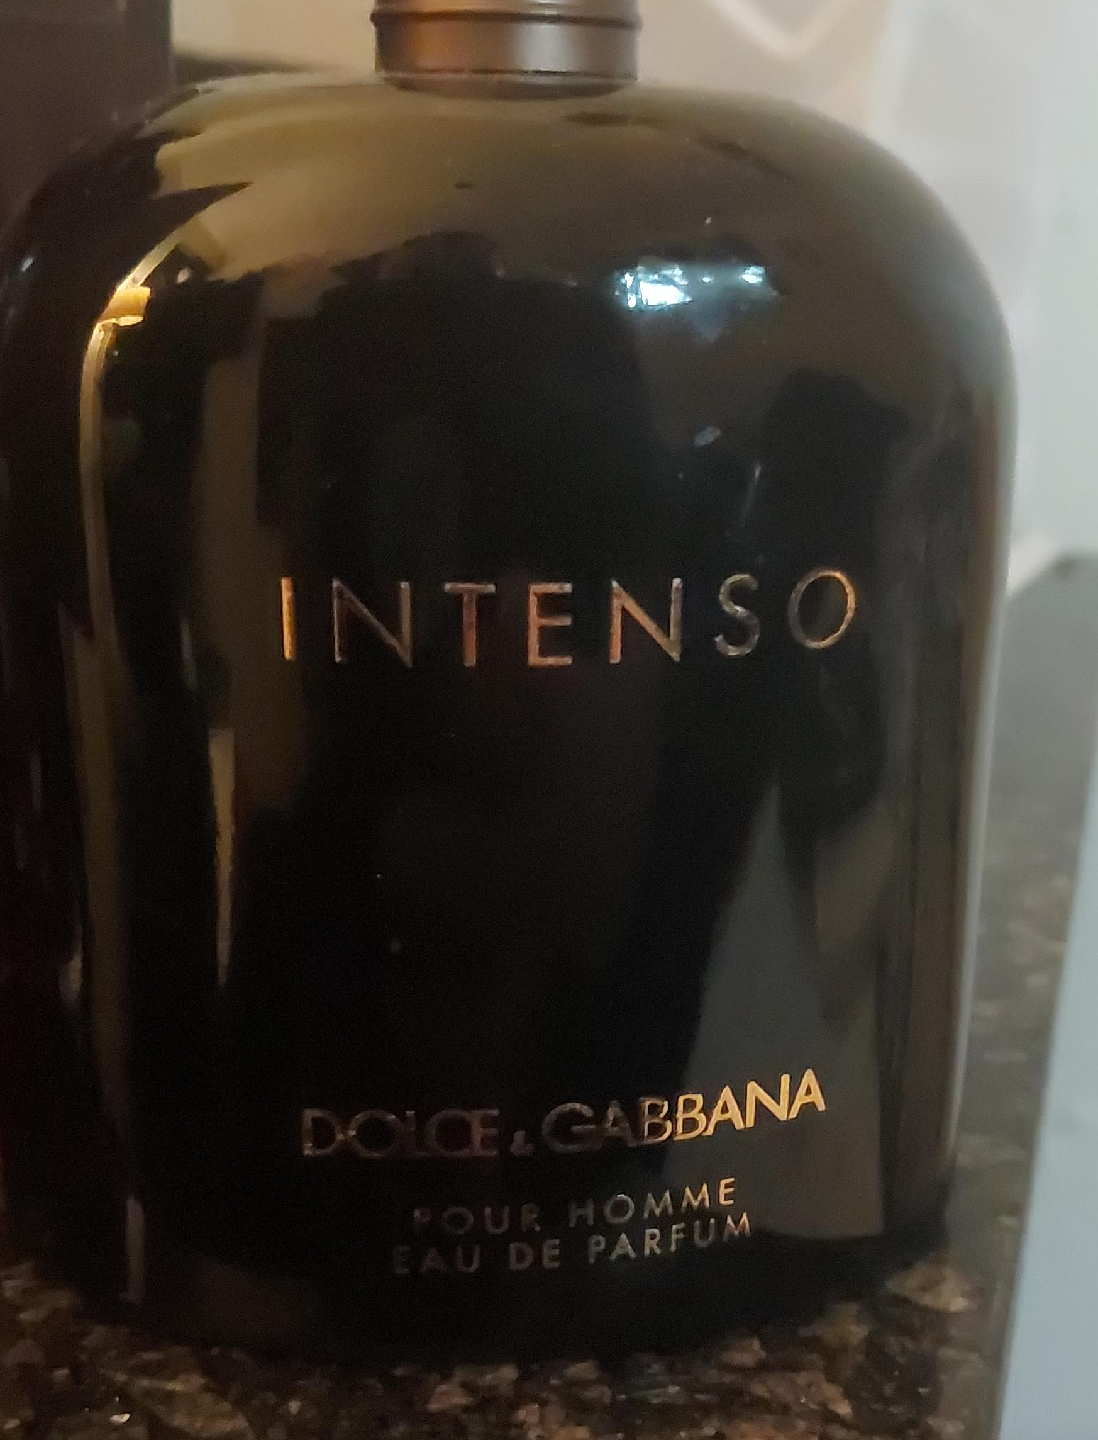 INTENSO
DOLCE & GABBANA
POUR HOMME
EAU DE PARFUM